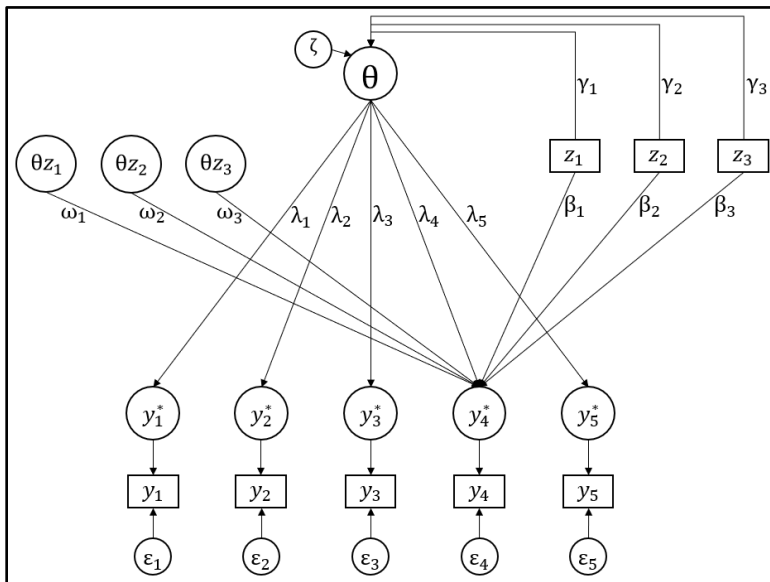 ζ
θ
γ₁ γ₂ γ₃
θz₁ θz₂ θz₃
z₁ z₂ z₃
ω₁ ω₂ ω₃ λ₁ λ₂ λ₃ λ₄ λ₅ β₁ β₂ β₃
y₁* y₂* y₃* y₄* y₅*
y₁ y₂ y₃ y₄ y₅
ε₁ ε₂ ε₃ ε₄ ε₅